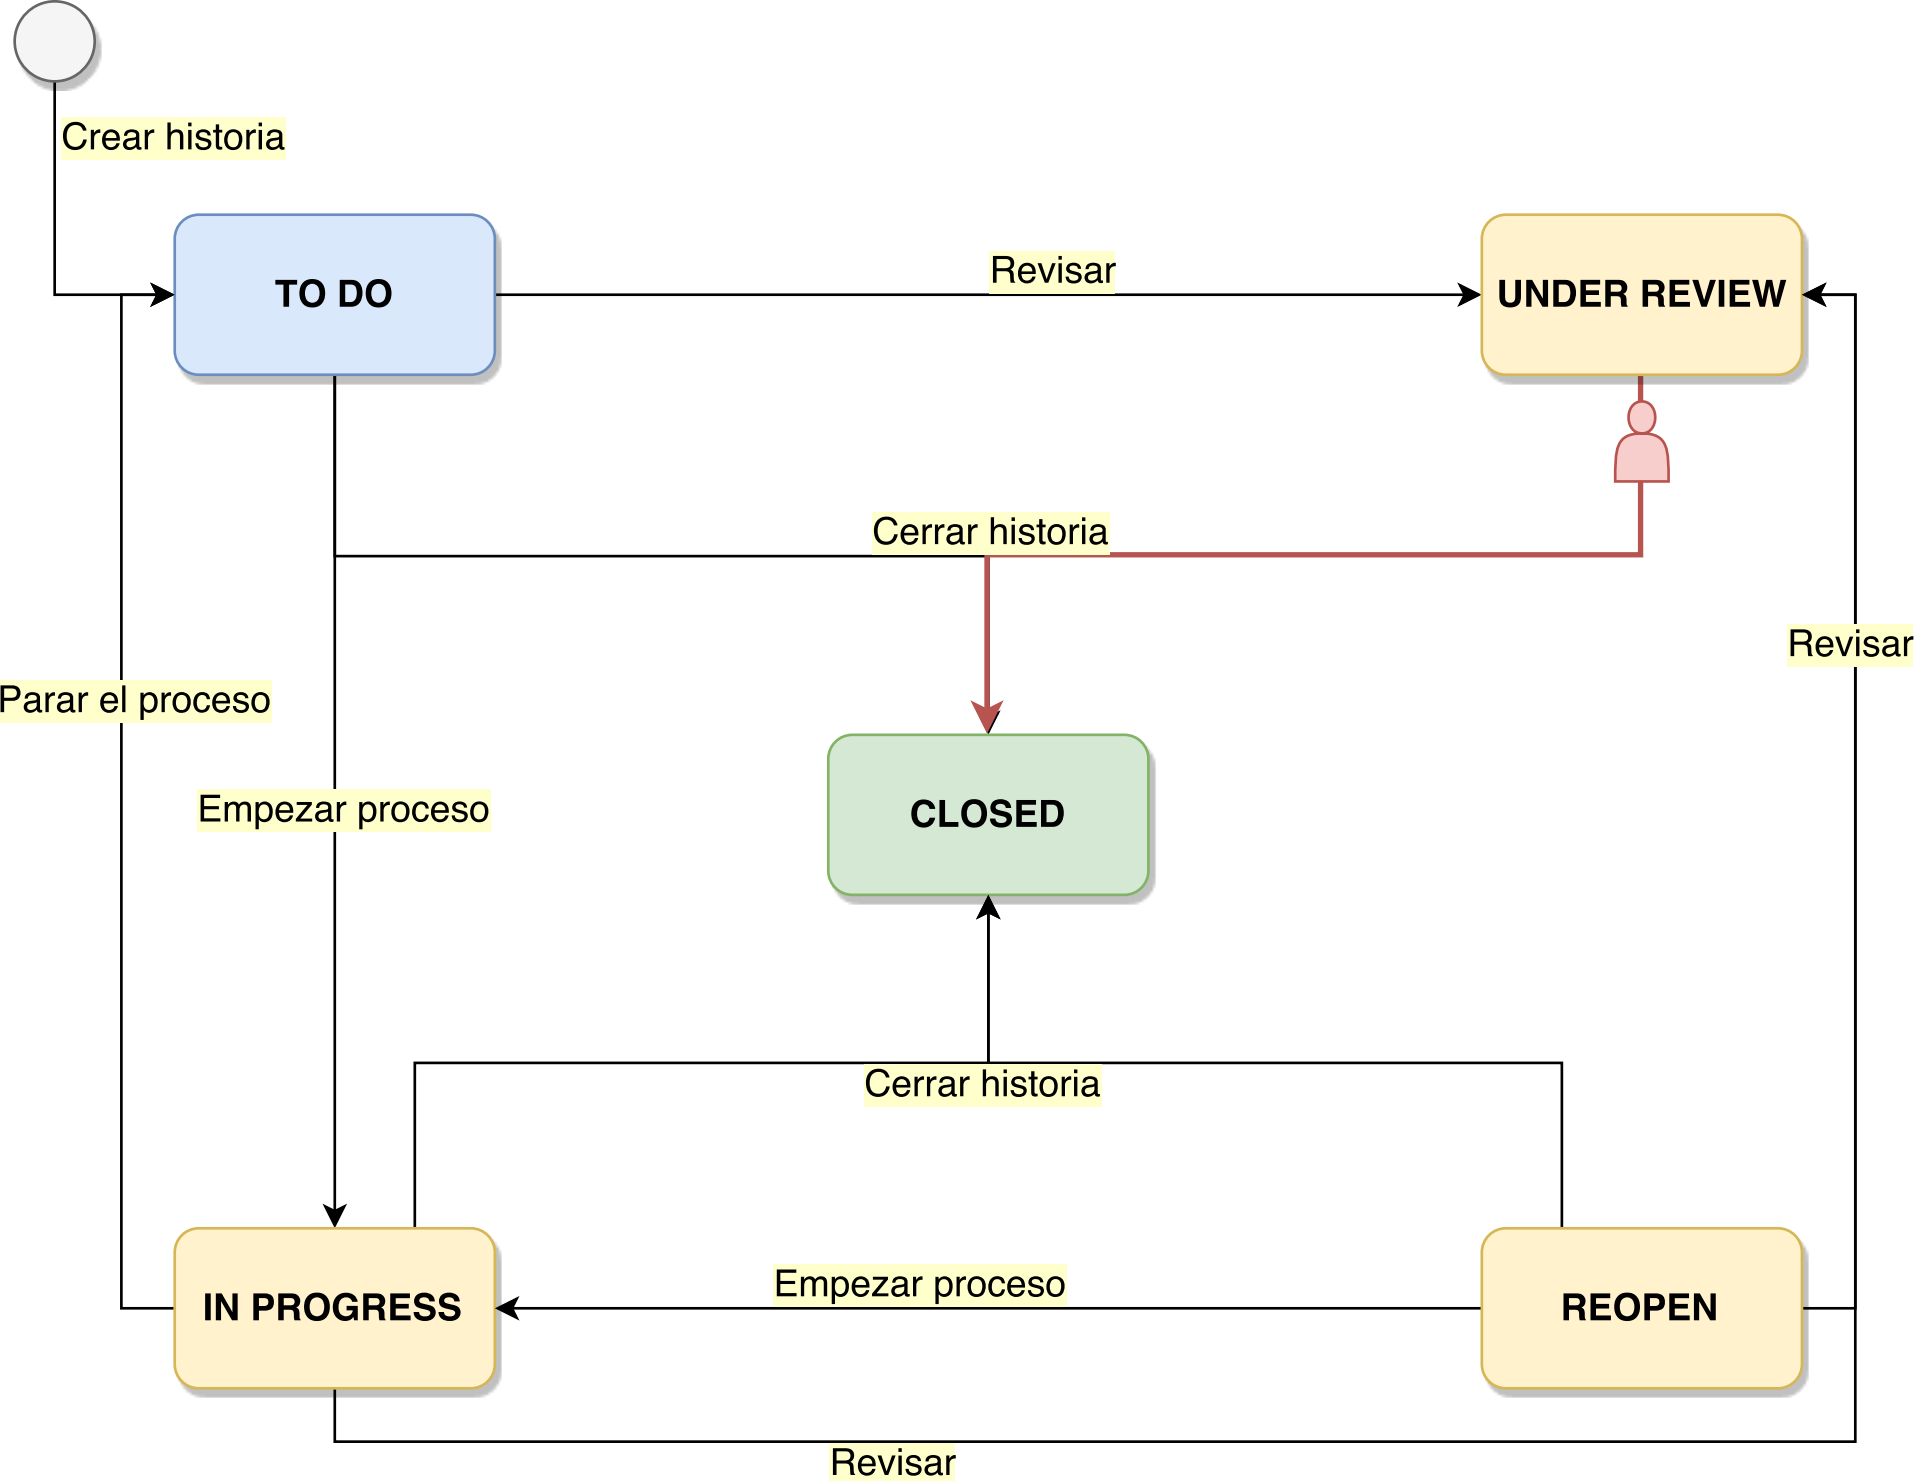 Crear historia
TO DO
Revisar
UNDER REVIEW
Cerrar historia
Revisar
Parar el proceso
Empezar proceso
CLOSED
Cerrar historia
Empezar proceso
IN PROGRESS
REOPEN
Revisar